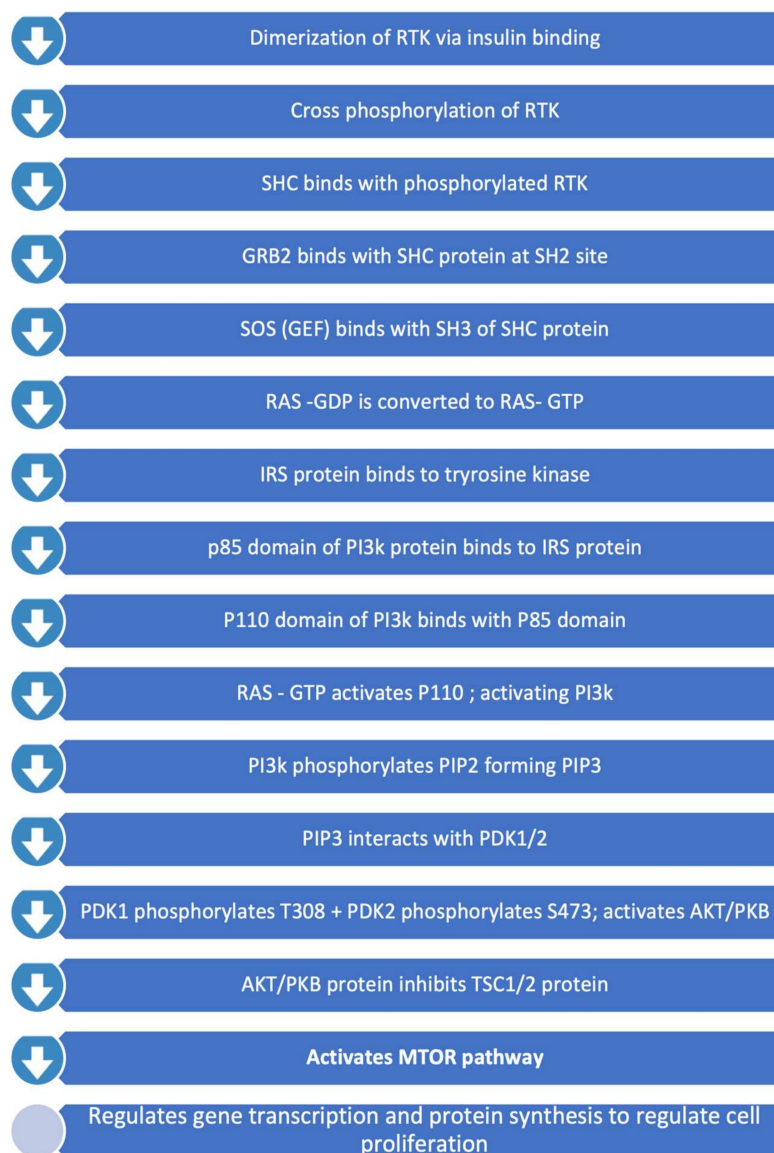 Dimerization of RTK via insulin binding
Cross phosphorylation of RTK
SHC binds with phosphorylated RTK
GRB2 binds with SHC protein at SH2 site
SOS (GEF) binds with SH3 of SHC protein
RAS -GDP is converted to RAS- GTP
IRS protein binds to tryrosine kinase
p85 domain of PI3k protein binds to IRS protein
P110 domain of PI3k binds with P85 domain
RAS - GTP activates P110 ; activating PI3k
PI3k phosphorylates PIP2 forming PIP3
PIP3 interacts with PDK1/2
PDK1 phosphorylates T308 + PDK2 phosphorylates S473; activates AKT/PKB
AKT/PKB protein inhibits TSC1/2 protein
Activates MTOR pathway
Regulates gene transcription and protein synthesis to regulate cell
proliferation